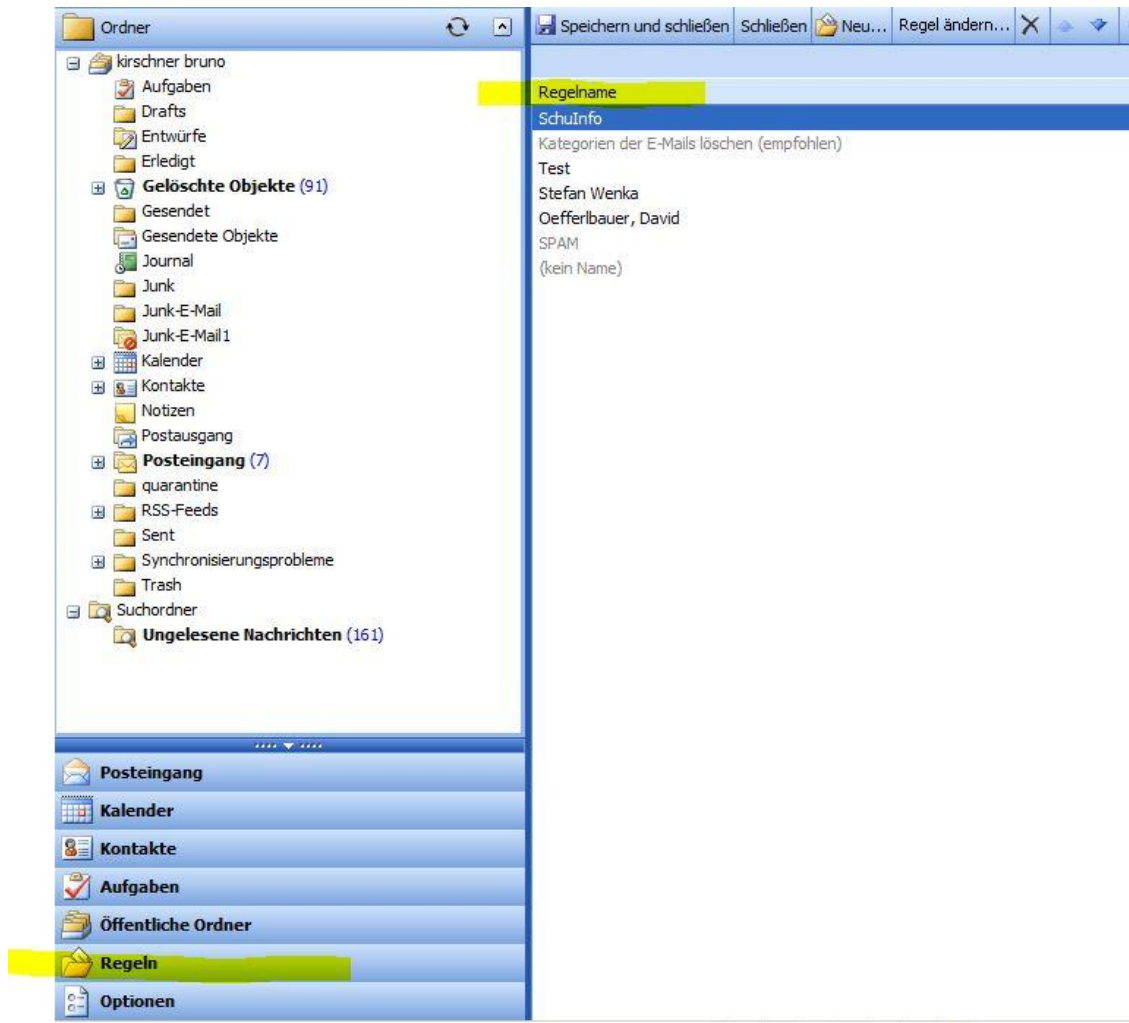 Ordner
kirschner bruno
Aufgaben
Drafts
Entwürfe
Erledigt
Gelöschte Objekte (91)
Gesendet
Gesendete Objekte
Journal
Junk
Junk-E-Mail
Junk-E-Mail1
Kalender
Kontakte
Notizen
Postausgang
Posteingang (7)
quarantine
RSS-Feeds
Sent
Synchronisierungsprobleme
Trash
Suchordner
Ungelesene Nachrichten (161)
Posteingang
Kalender
Kontakte
Aufgaben
Öffentliche Ordner
Regeln
Optionen
Speichern und schließen Schließen Neu... Regel ändern...
Regelname
SchuInfo
Kategorien der E-Mails löschen (empfohlen)
Test
Stefan Wenka
Oefferlbauer, David
SPAM
(kein Name)